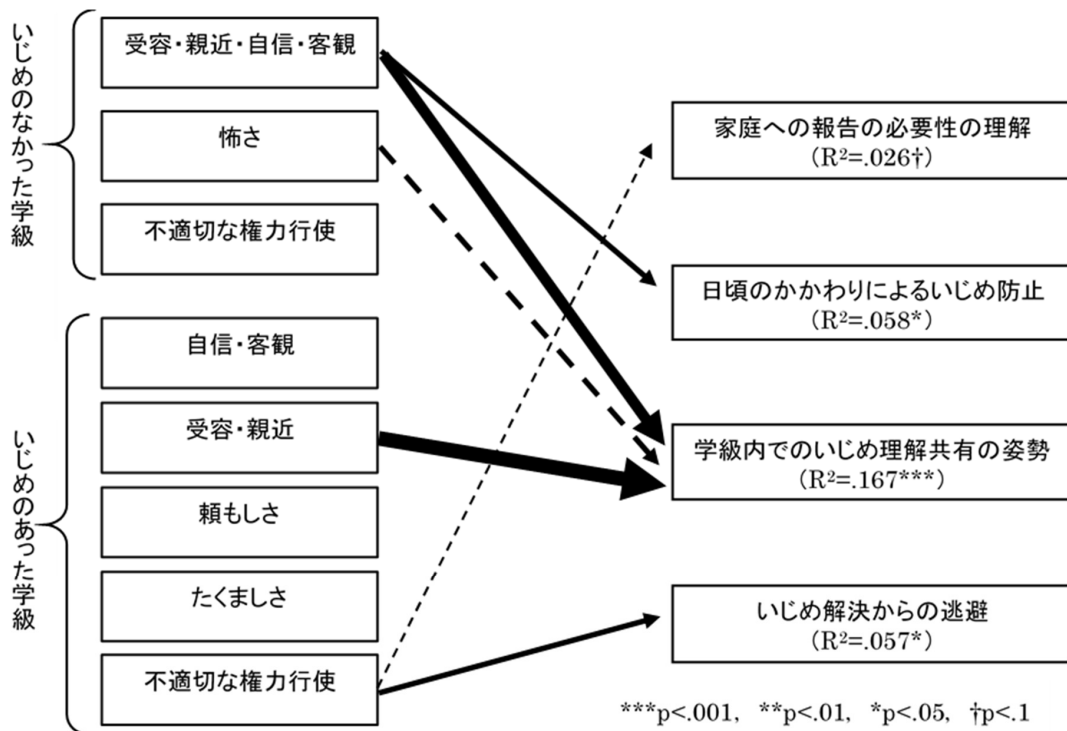 いじめのなかった学級
受容・親近・自信・客観
怖さ
不適切な権力行使
いじめのあった学級
自信・客観
受容・親近
頼もしさ
たくましさ
不適切な権力行使
家庭への報告の必要性の理解
（R²=.026†）
日頃のかかわりによるいじめ防止
（R²=.058*）
学級内でのいじめ理解共有の姿勢
（R²=.167***）
いじめ解決からの逃避
（R²=.057*）
***p<.001, **p<.01, *p<.05, †p<.1